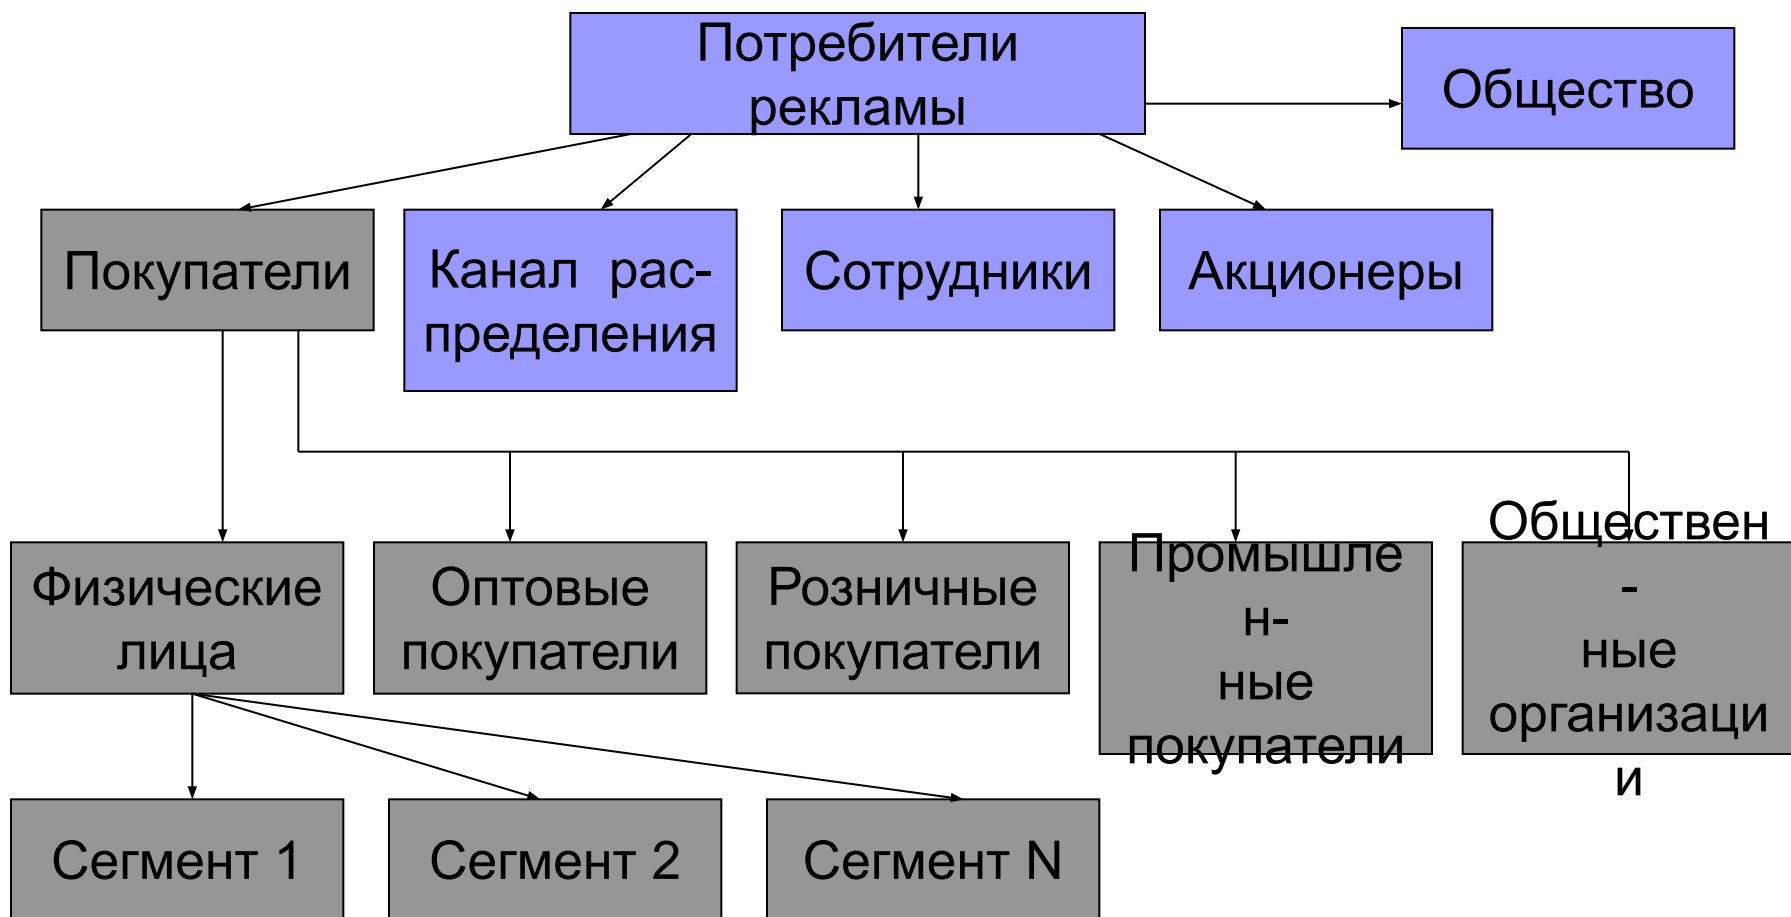 Потребители
рекламы
Общество
Покупатели
Канал рас-
пределения
Сотрудники
Акционеры
Физические
лица
Оптовые
покупатели
Розничные
покупатели
Промышле
н-
ные
покупатели
Обществен
-
ные
организаци
и
Сегмент 1
Сегмент 2
Сегмент N